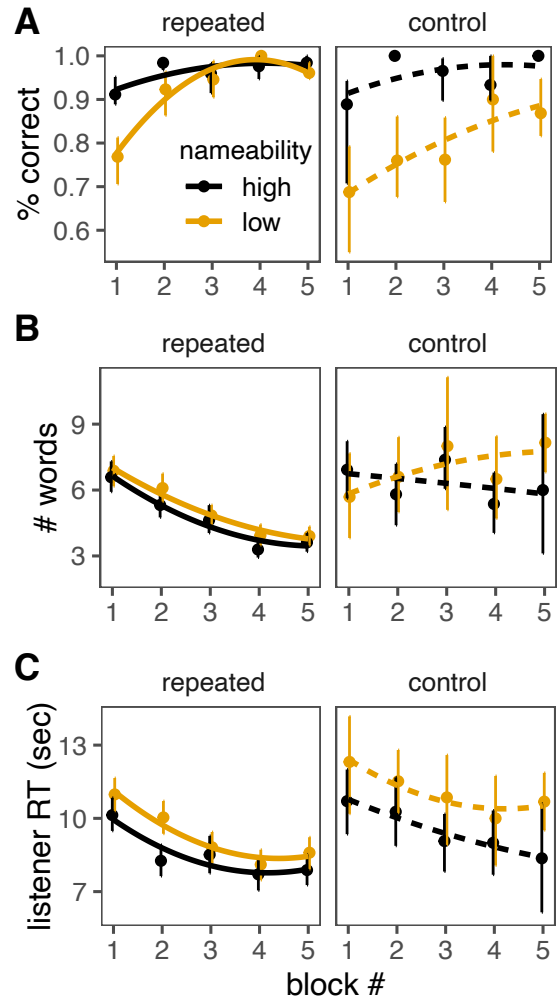 A
repeated control
% correct
1.0
0.9
0.8
0.7
0.6
nameability
high
low
1 2 3 4 5 1 2 3 4 5
B
repeated control
# words
9
6
3
1 2 3 4 5 1 2 3 4 5
C
repeated control
listener RT (sec)
13
10
7
1 2 3 4 5 1 2 3 4 5
block #